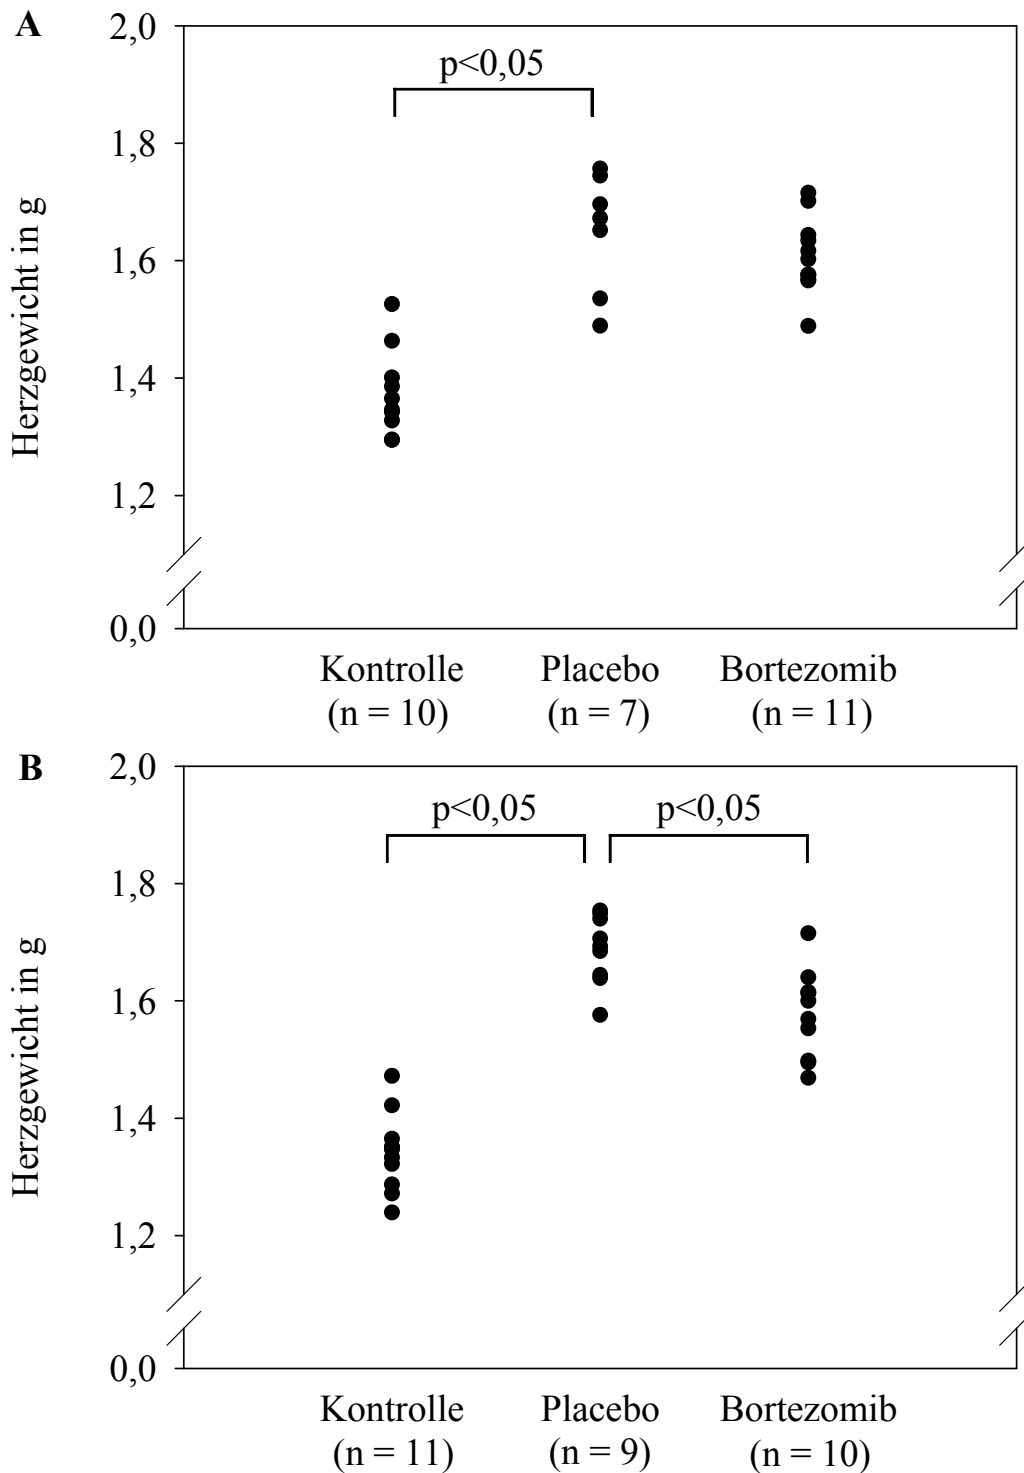 A
2,0
p<0,05
1,8
1,6
1,4
1,2
0,0
Herzgewicht in g
Kontrolle Placebo Bortezomib
(n = 10) (n = 7) (n = 11)
B
2,0
p<0,05 p<0,05
1,8
1,6
1,4
1,2
0,0
Herzgewicht in g
Kontrolle Placebo Bortezomib
(n = 11) (n = 9) (n = 10)